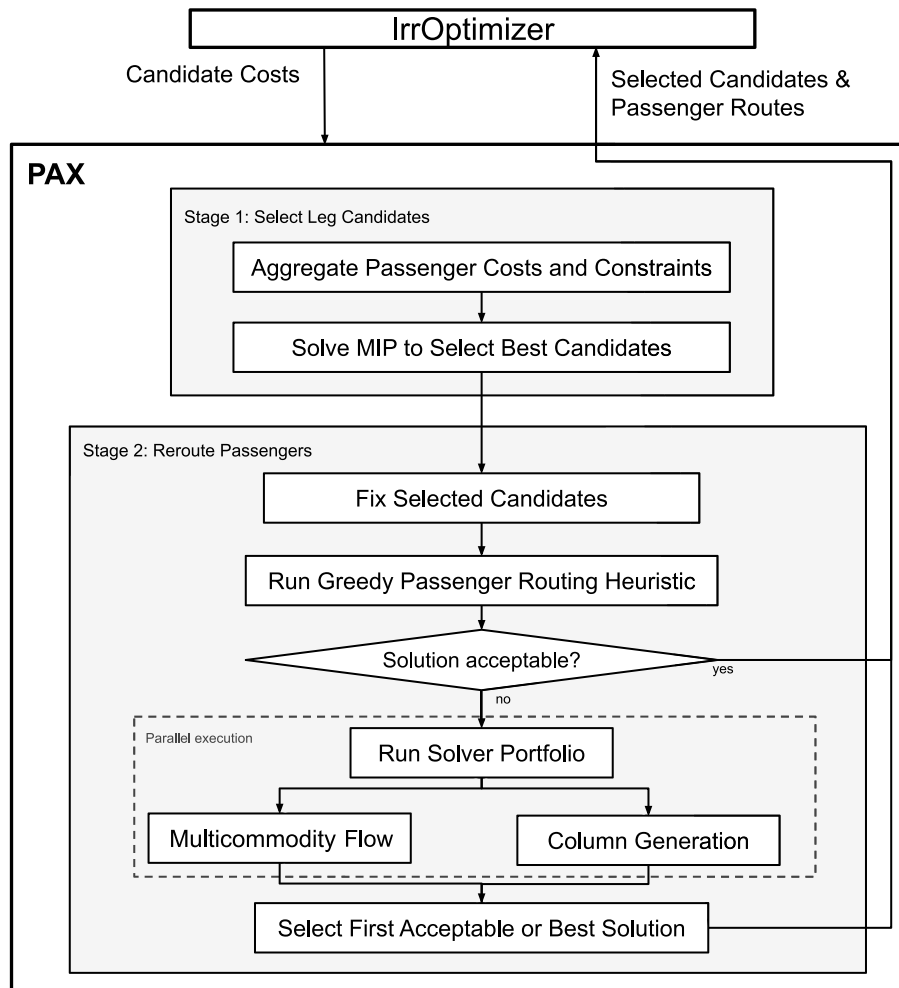 IrrOptimizer
Candidate Costs
Selected Candidates &
Passenger Routes
PAX
Stage 1: Select Leg Candidates
Aggregate Passenger Costs and Constraints
Solve MIP to Select Best Candidates
Stage 2: Reroute Passengers
Fix Selected Candidates
Run Greedy Passenger Routing Heuristic
Solution acceptable?
yes
no
Parallel execution
Run Solver Portfolio
Multicommodity Flow
Column Generation
Select First Acceptable or Best Solution